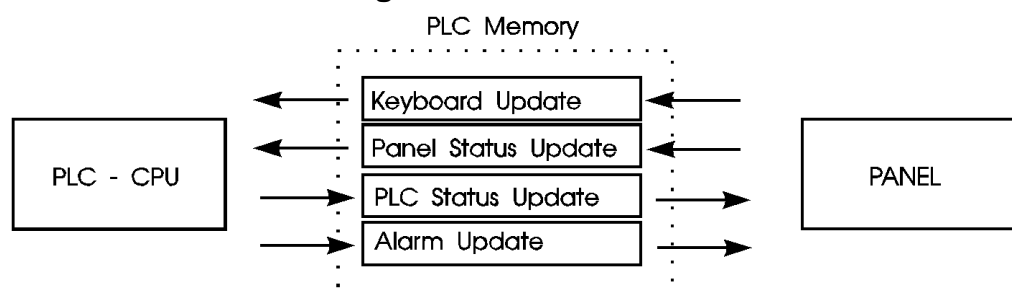 PLC Memory
Keyboard Update
Panel Status Update
PLC - CPU
PANEL
PLC Status Update
Alarm Update